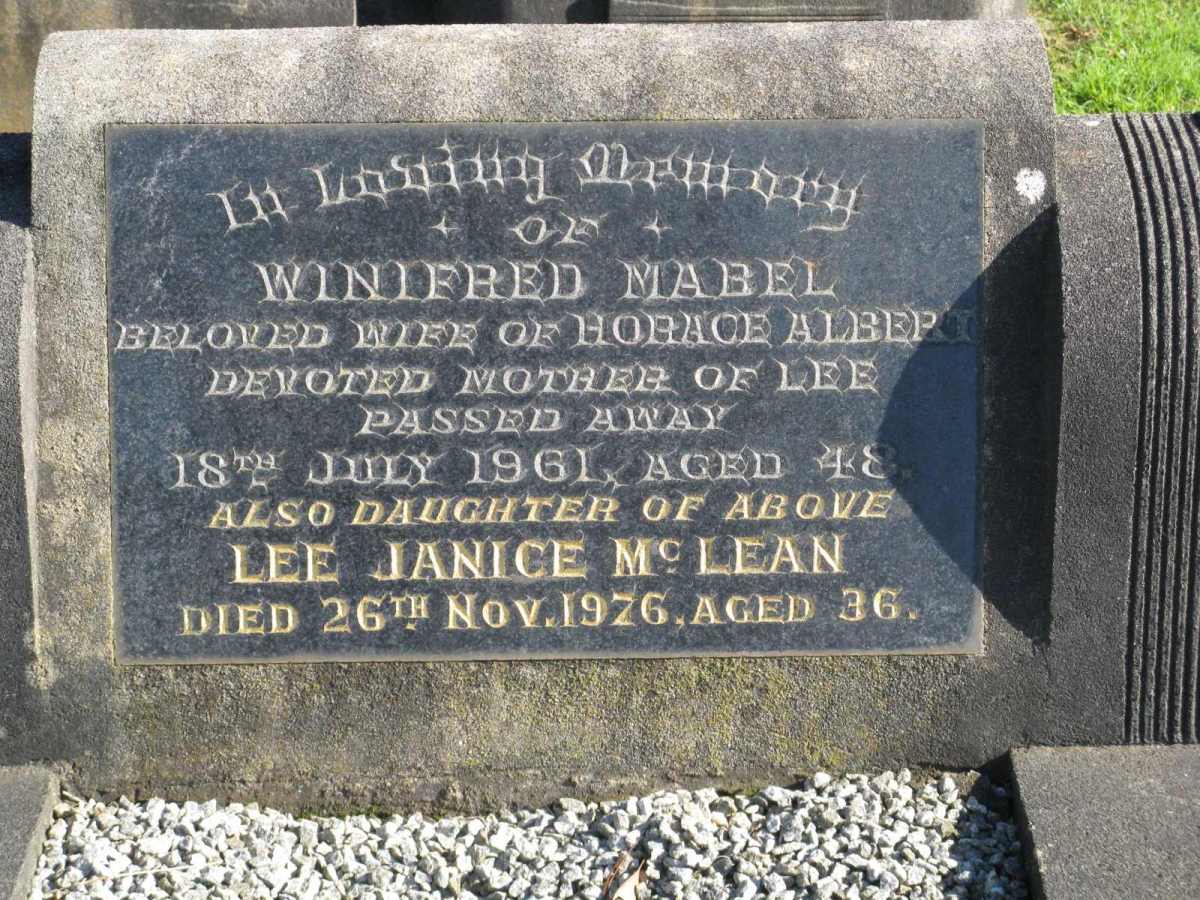 In Loving Memory
OF
WINIFRED MABEL
BELOVED WIFE OF HORACE ALBERT
DEVOTED MOTHER OF LEE
PASSED AWAY
18TH JULY 1961, AGED 48.
ALSO DAUGHTER OF ABOVE
LEE JANICE MCLEAN
DIED 26TH NOV. 1976, AGED 36.